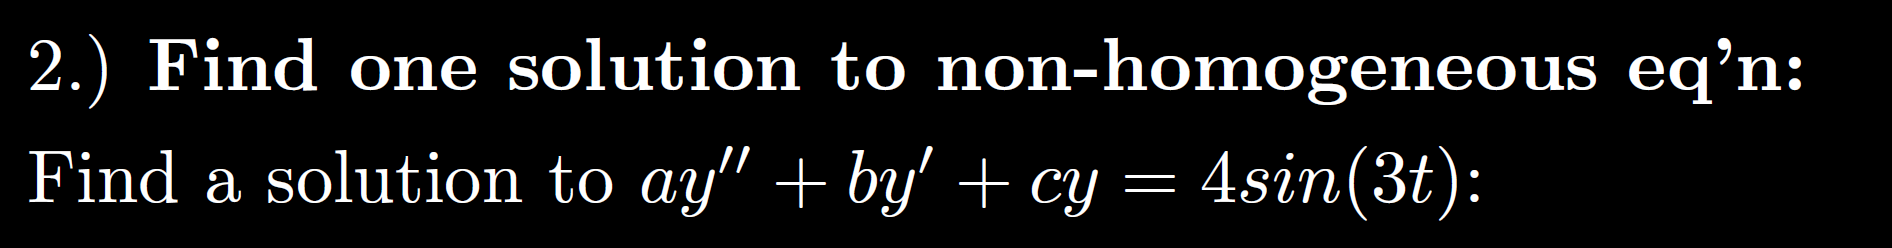 2.) Find one solution to non-homogeneous eq'n:
Find a solution to ay'' + by' + cy = 4sin(3t):